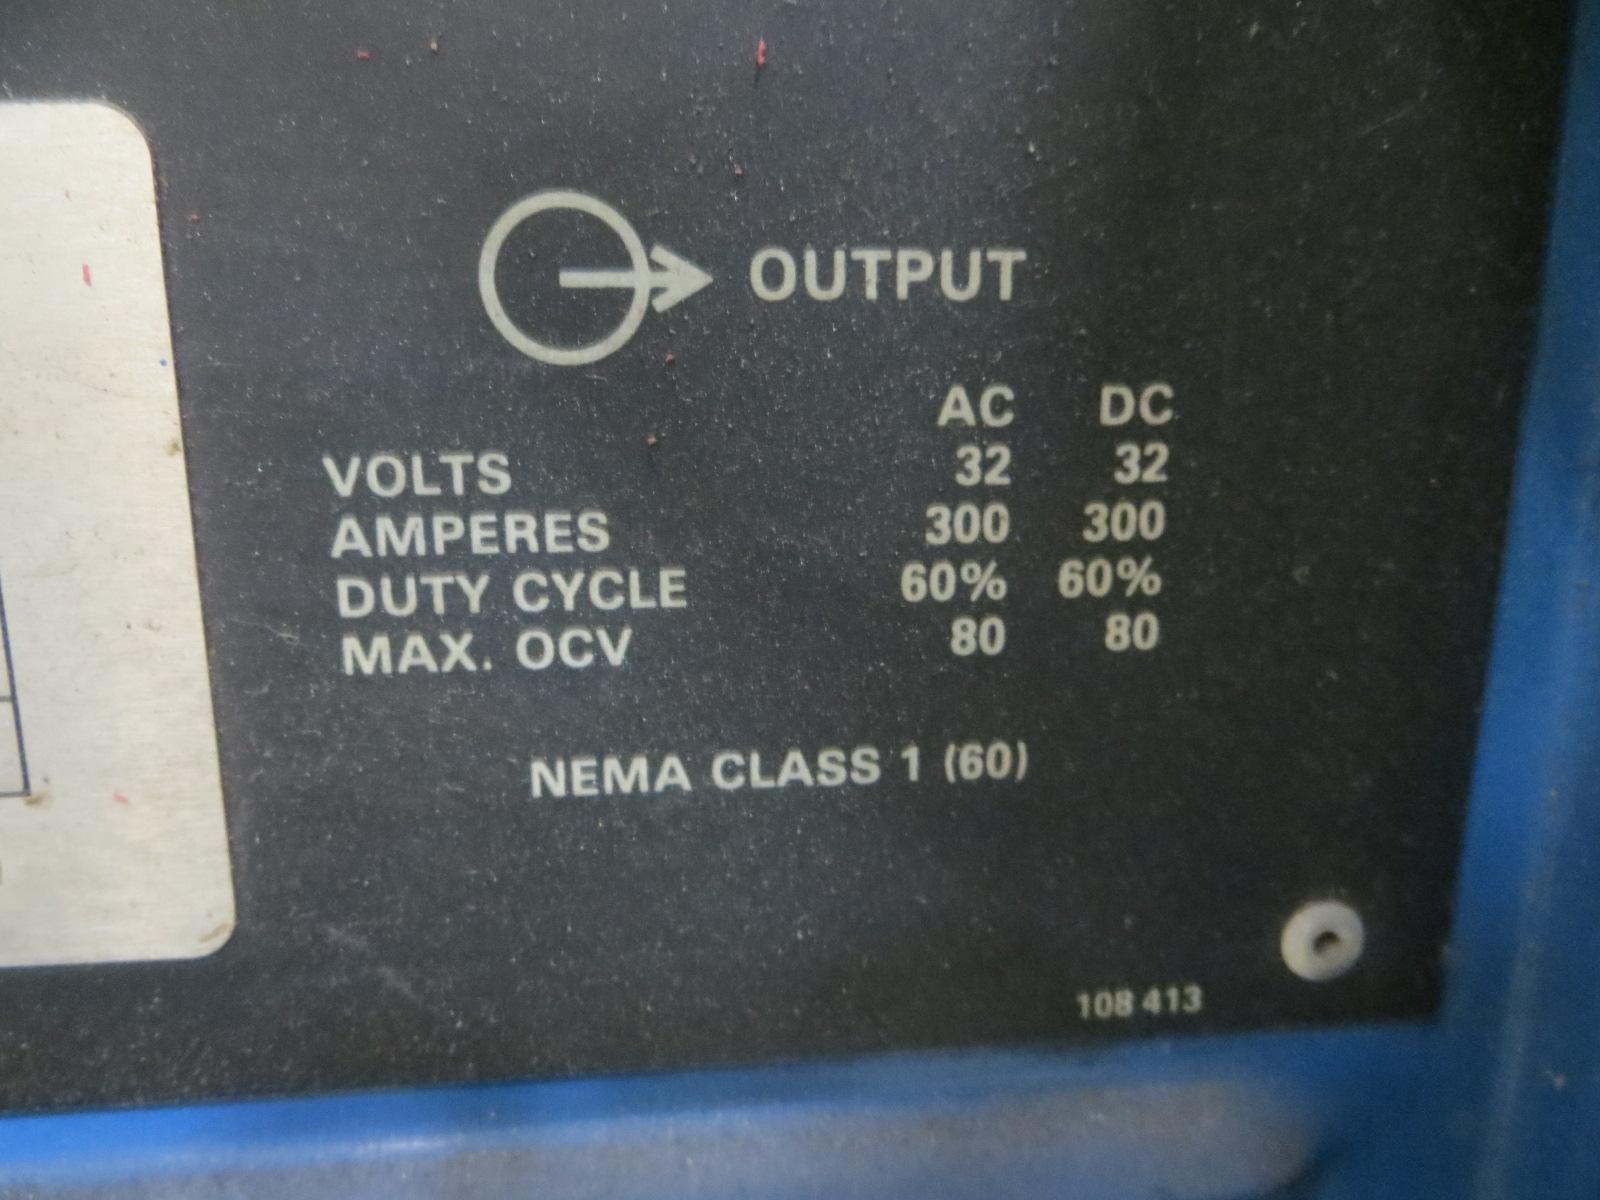 OUTPUT
AC DC
VOLTS 32 32
AMPERES 300 300
DUTY CYCLE 60% 60%
MAX. OCV 80 80
NEMA CLASS 1 (60)
108 413